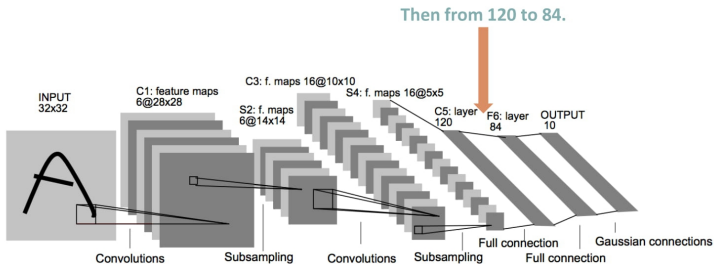 Then from 120 to 84.
INPUT
32x32
C1: feature maps
6@28x28
S2: f. maps
6@14x14
C3: f. maps 16@10x10
S4: f. maps 16@5x5
C5: layer
120
F6: layer
84
OUTPUT
10
Convolutions
Subsampling
Convolutions
Subsampling
Full connection
Full connection
Gaussian connections